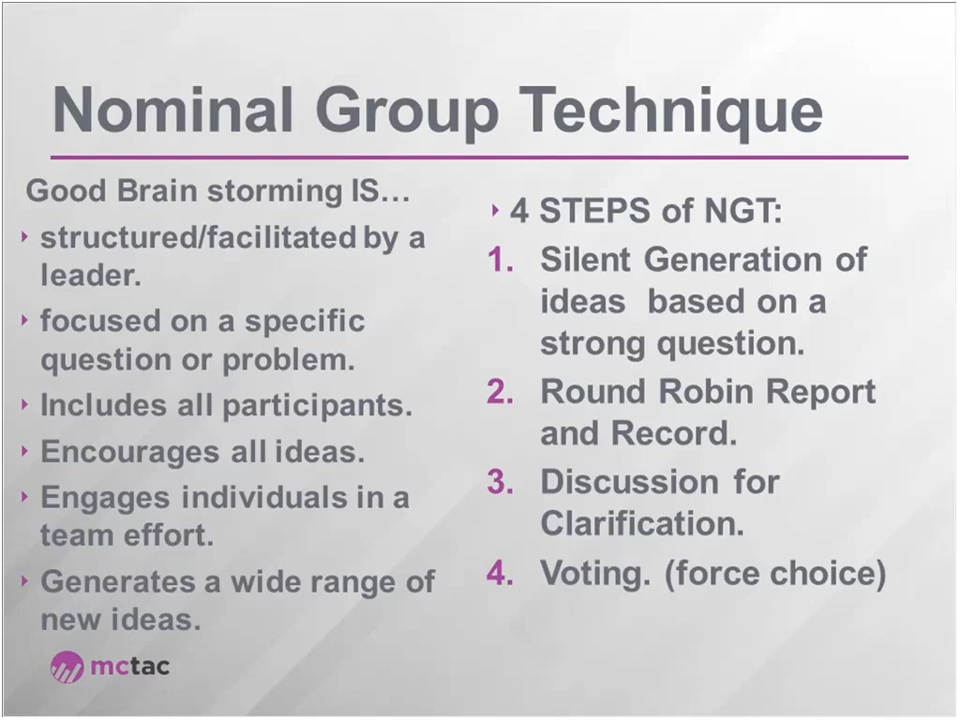 Nominal Group Technique
Good Brain storming IS…
structured/facilitated by a
leader.
focused on a specific
question or problem.
Includes all participants.
Encourages all ideas.
Engages individuals in a
team effort.
Generates a wide range of
new ideas.
4 STEPS of NGT:
1. Silent Generation of
ideas based on a
strong question.
2. Round Robin Report
and Record.
3. Discussion for
Clarification.
4. Voting. (force choice)
mctac